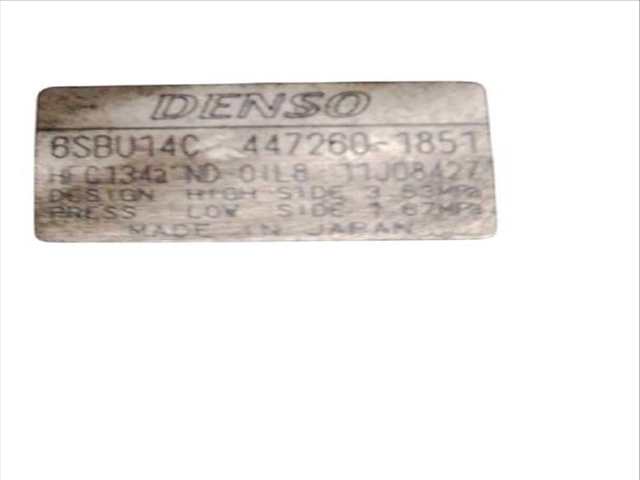 DENSO
6SBU14C 447260-1851
HFC134a ND-OIL8 11J08427
DESIGN HIGH SIDE 3.53MPa
PRESS LOW SIDE 1.67MPa
MADE IN JAPAN